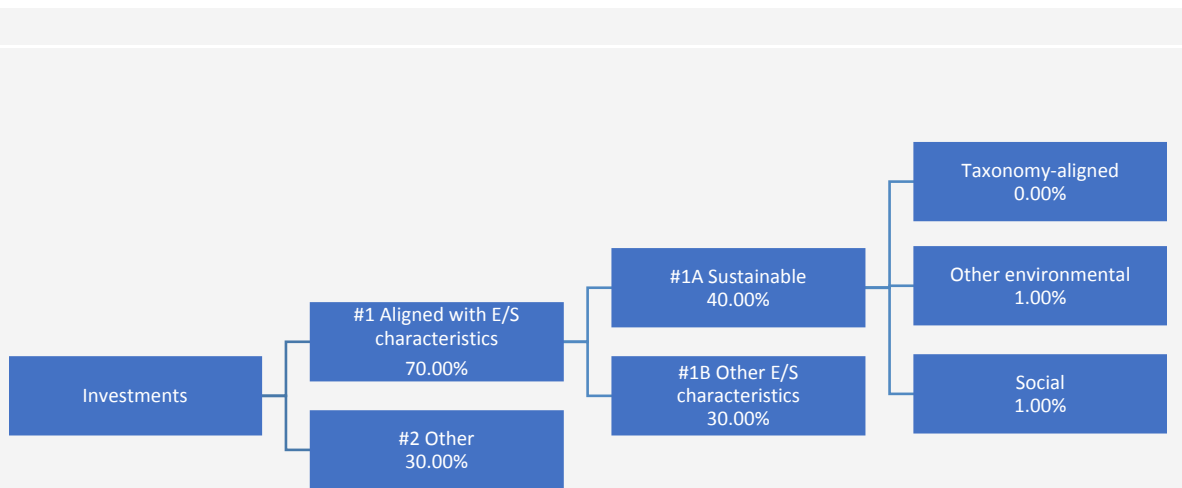 Investments
#1 Aligned with E/S
characteristics
70.00%
#2 Other
30.00%
#1A Sustainable
40.00%
#1B Other E/S
characteristics
30.00%
Taxonomy-aligned
0.00%
Other environmental
1.00%
Social
1.00%